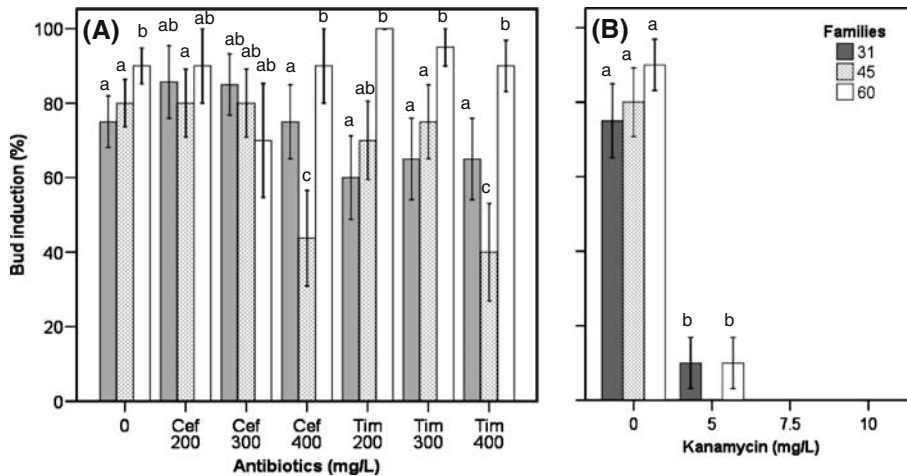 (A)
100
80
60
40
20
0
Bud induction (%)
a a b
ab a ab
ab ab ab
a c b
a ab b
a a b
a c b
0 Cef 200 Cef 300 Cef 400 Tim 200 Tim 300 Tim 400
Antibiotics (mg/L)
(B)
Families
31
45
60
a a a
b b
0 5 7.5 10
Kanamycin (mg/L)